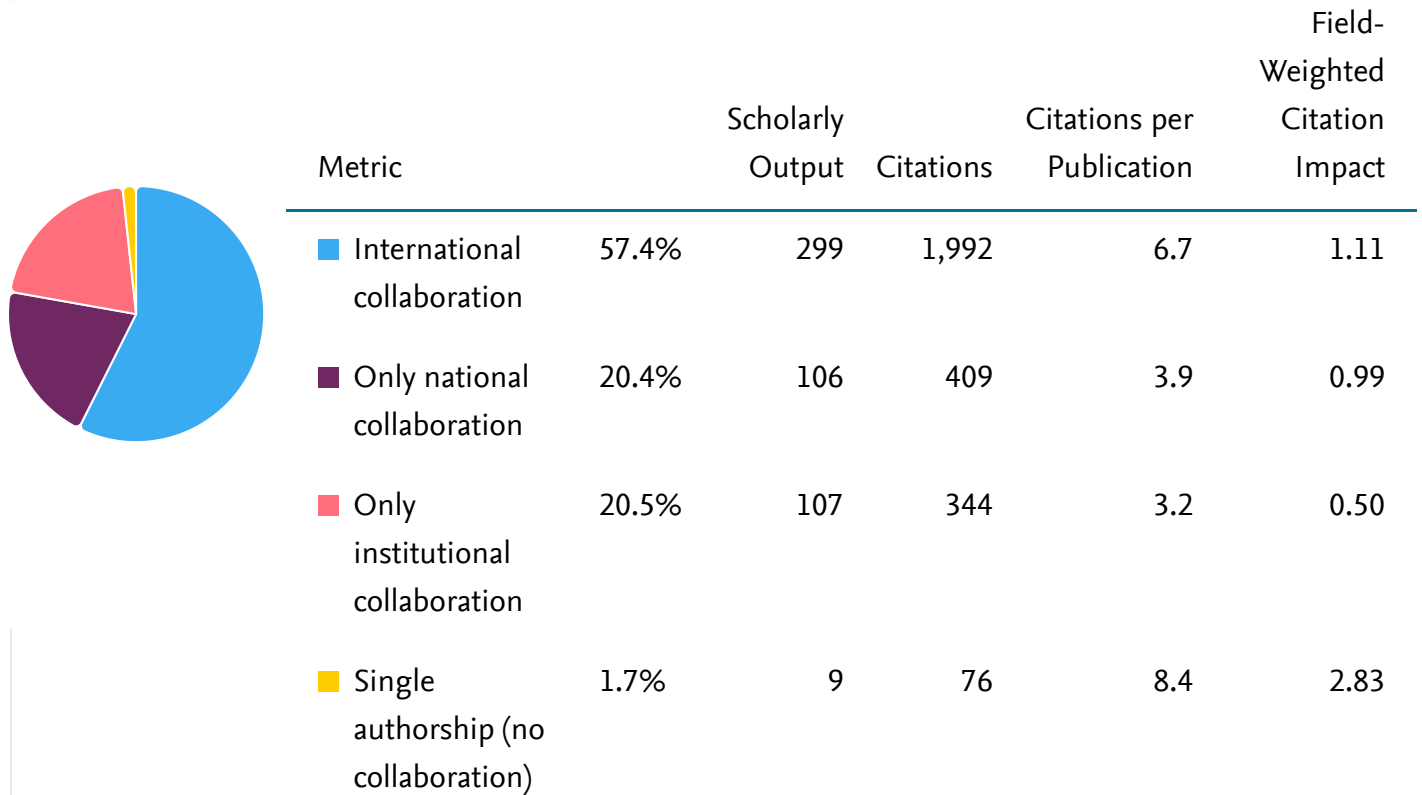 Field-
Weighted
Scholarly Citations per Citation
Metric Output Citations Publication Impact
International 57.4% 299 1,992 6.7 1.11
collaboration
Only national 20.4% 106 409 3.9 0.99
collaboration
Only 20.5% 107 344 3.2 0.50
institutional
collaboration
Single 1.7% 9 76 8.4 2.83
authorship (no
collaboration)